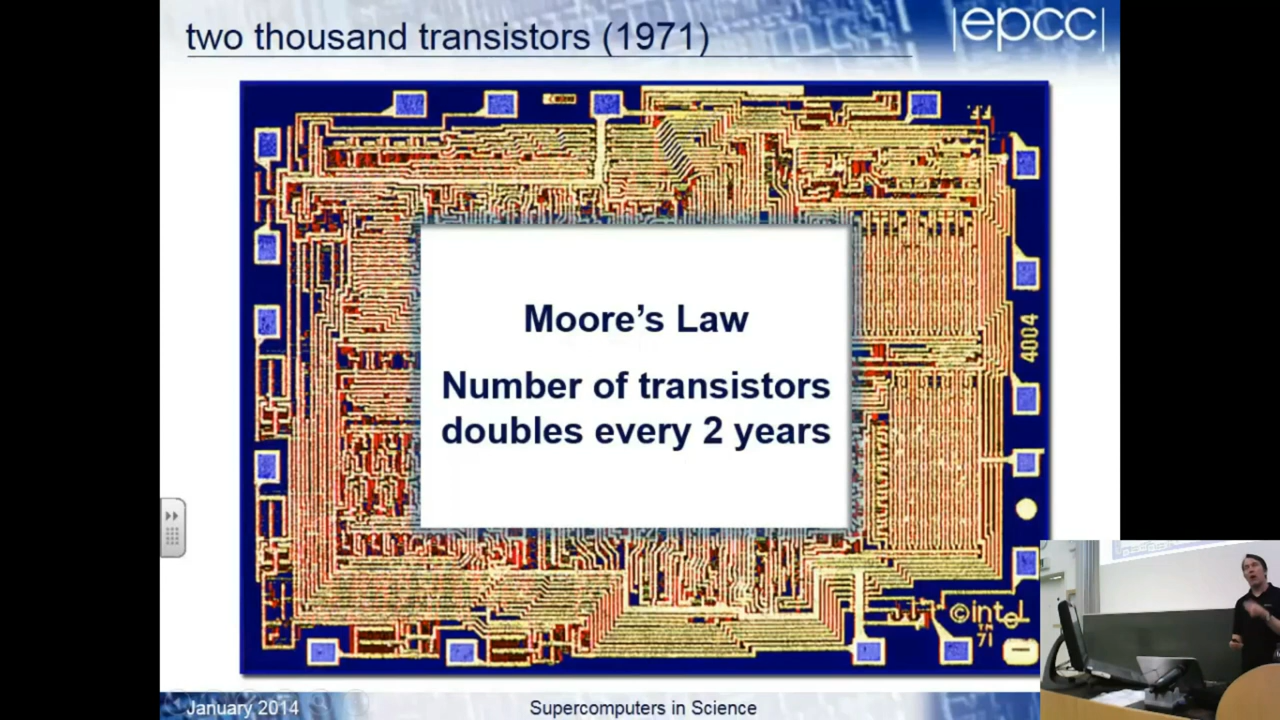 two thousand transistors (1971)
|epcc|
Moore's Law
Number of transistors
doubles every 2 years
4004
©intel
71
January 2014
Supercomputers in Science